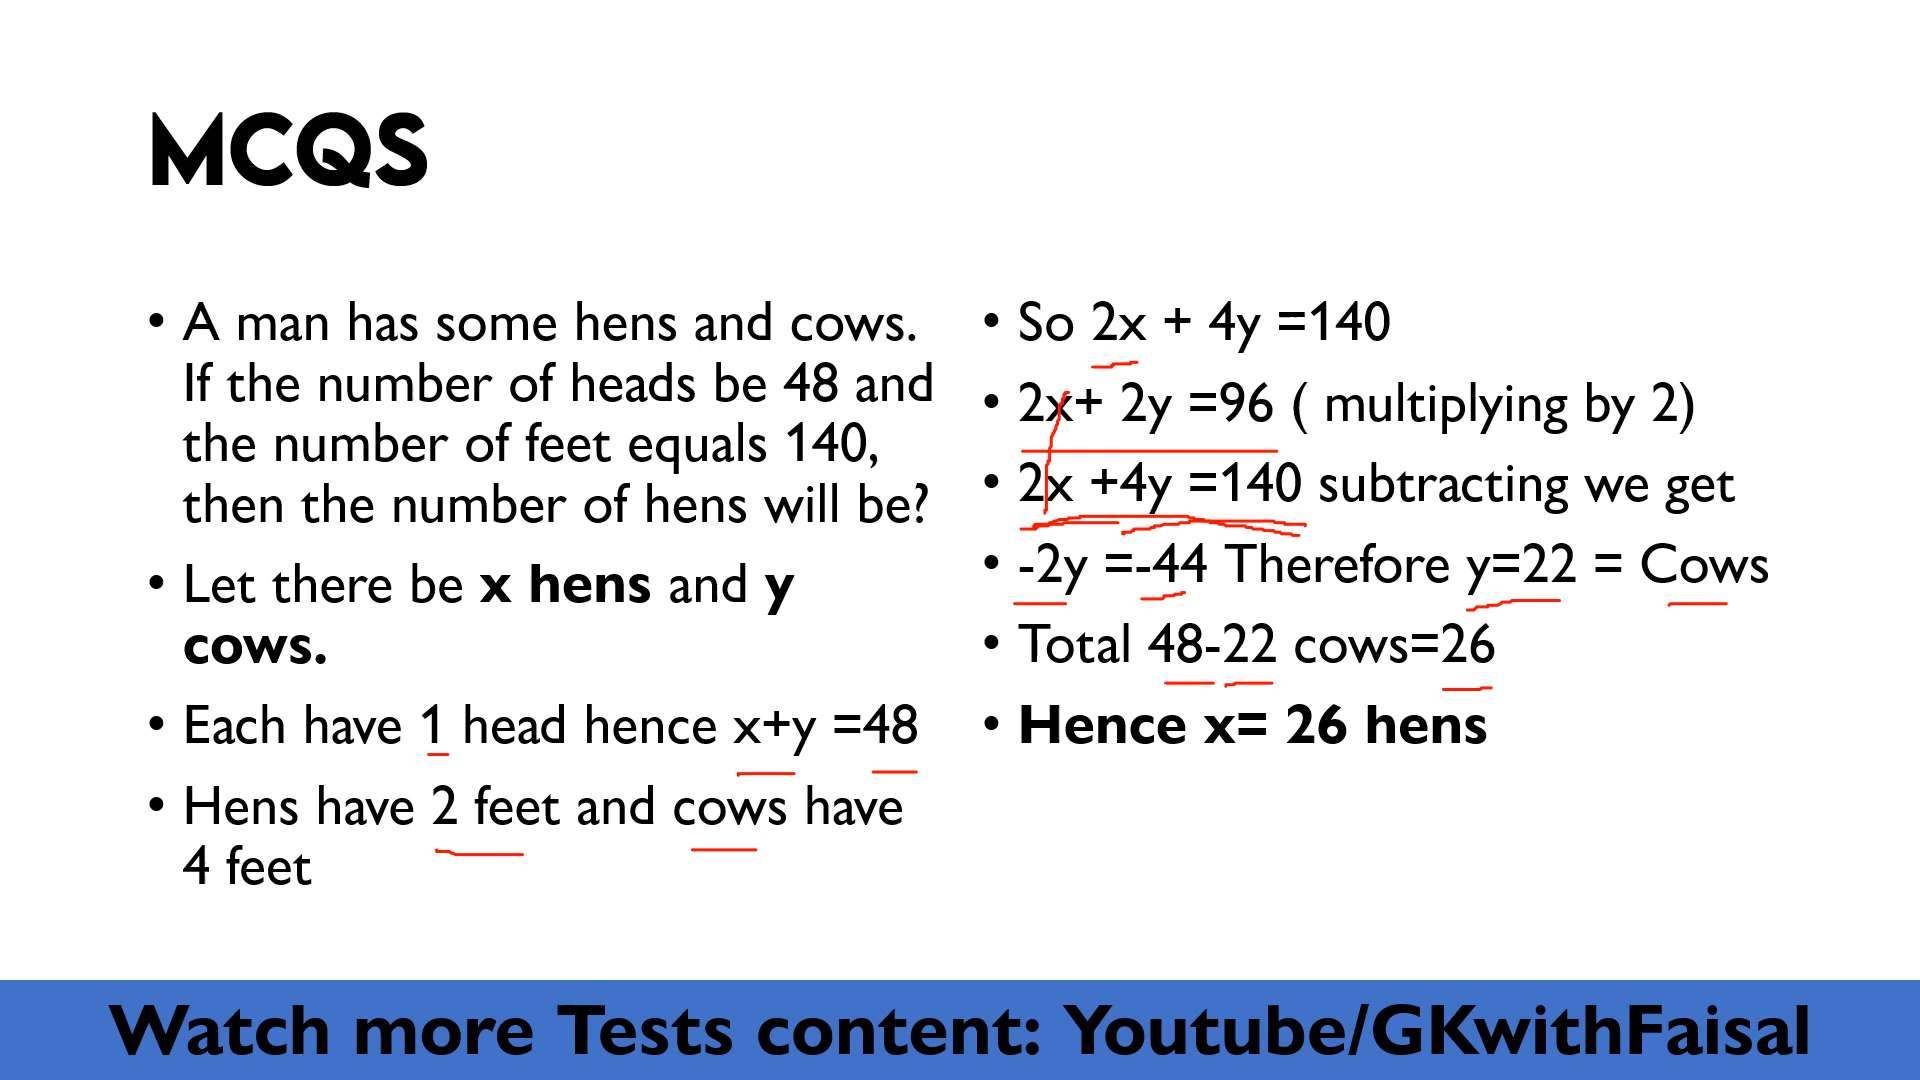 MCQS
• A man has some hens and cows.
If the number of heads be 48 and
the number of feet equals 140,
then the number of hens will be?
• Let there be x hens and y
cows.
• Each have 1 head hence x+y =48
• Hens have 2 feet and cows have
4 feet
• So 2x + 4y =140
• 2x+ 2y =96 ( multiplying by 2)
• 2x +4y =140 subtracting we get
• -2y =-44 Therefore y=22 = Cows
• Total 48-22 cows=26
• Hence x= 26 hens
Watch more Tests content: Youtube/GKwithFaisal